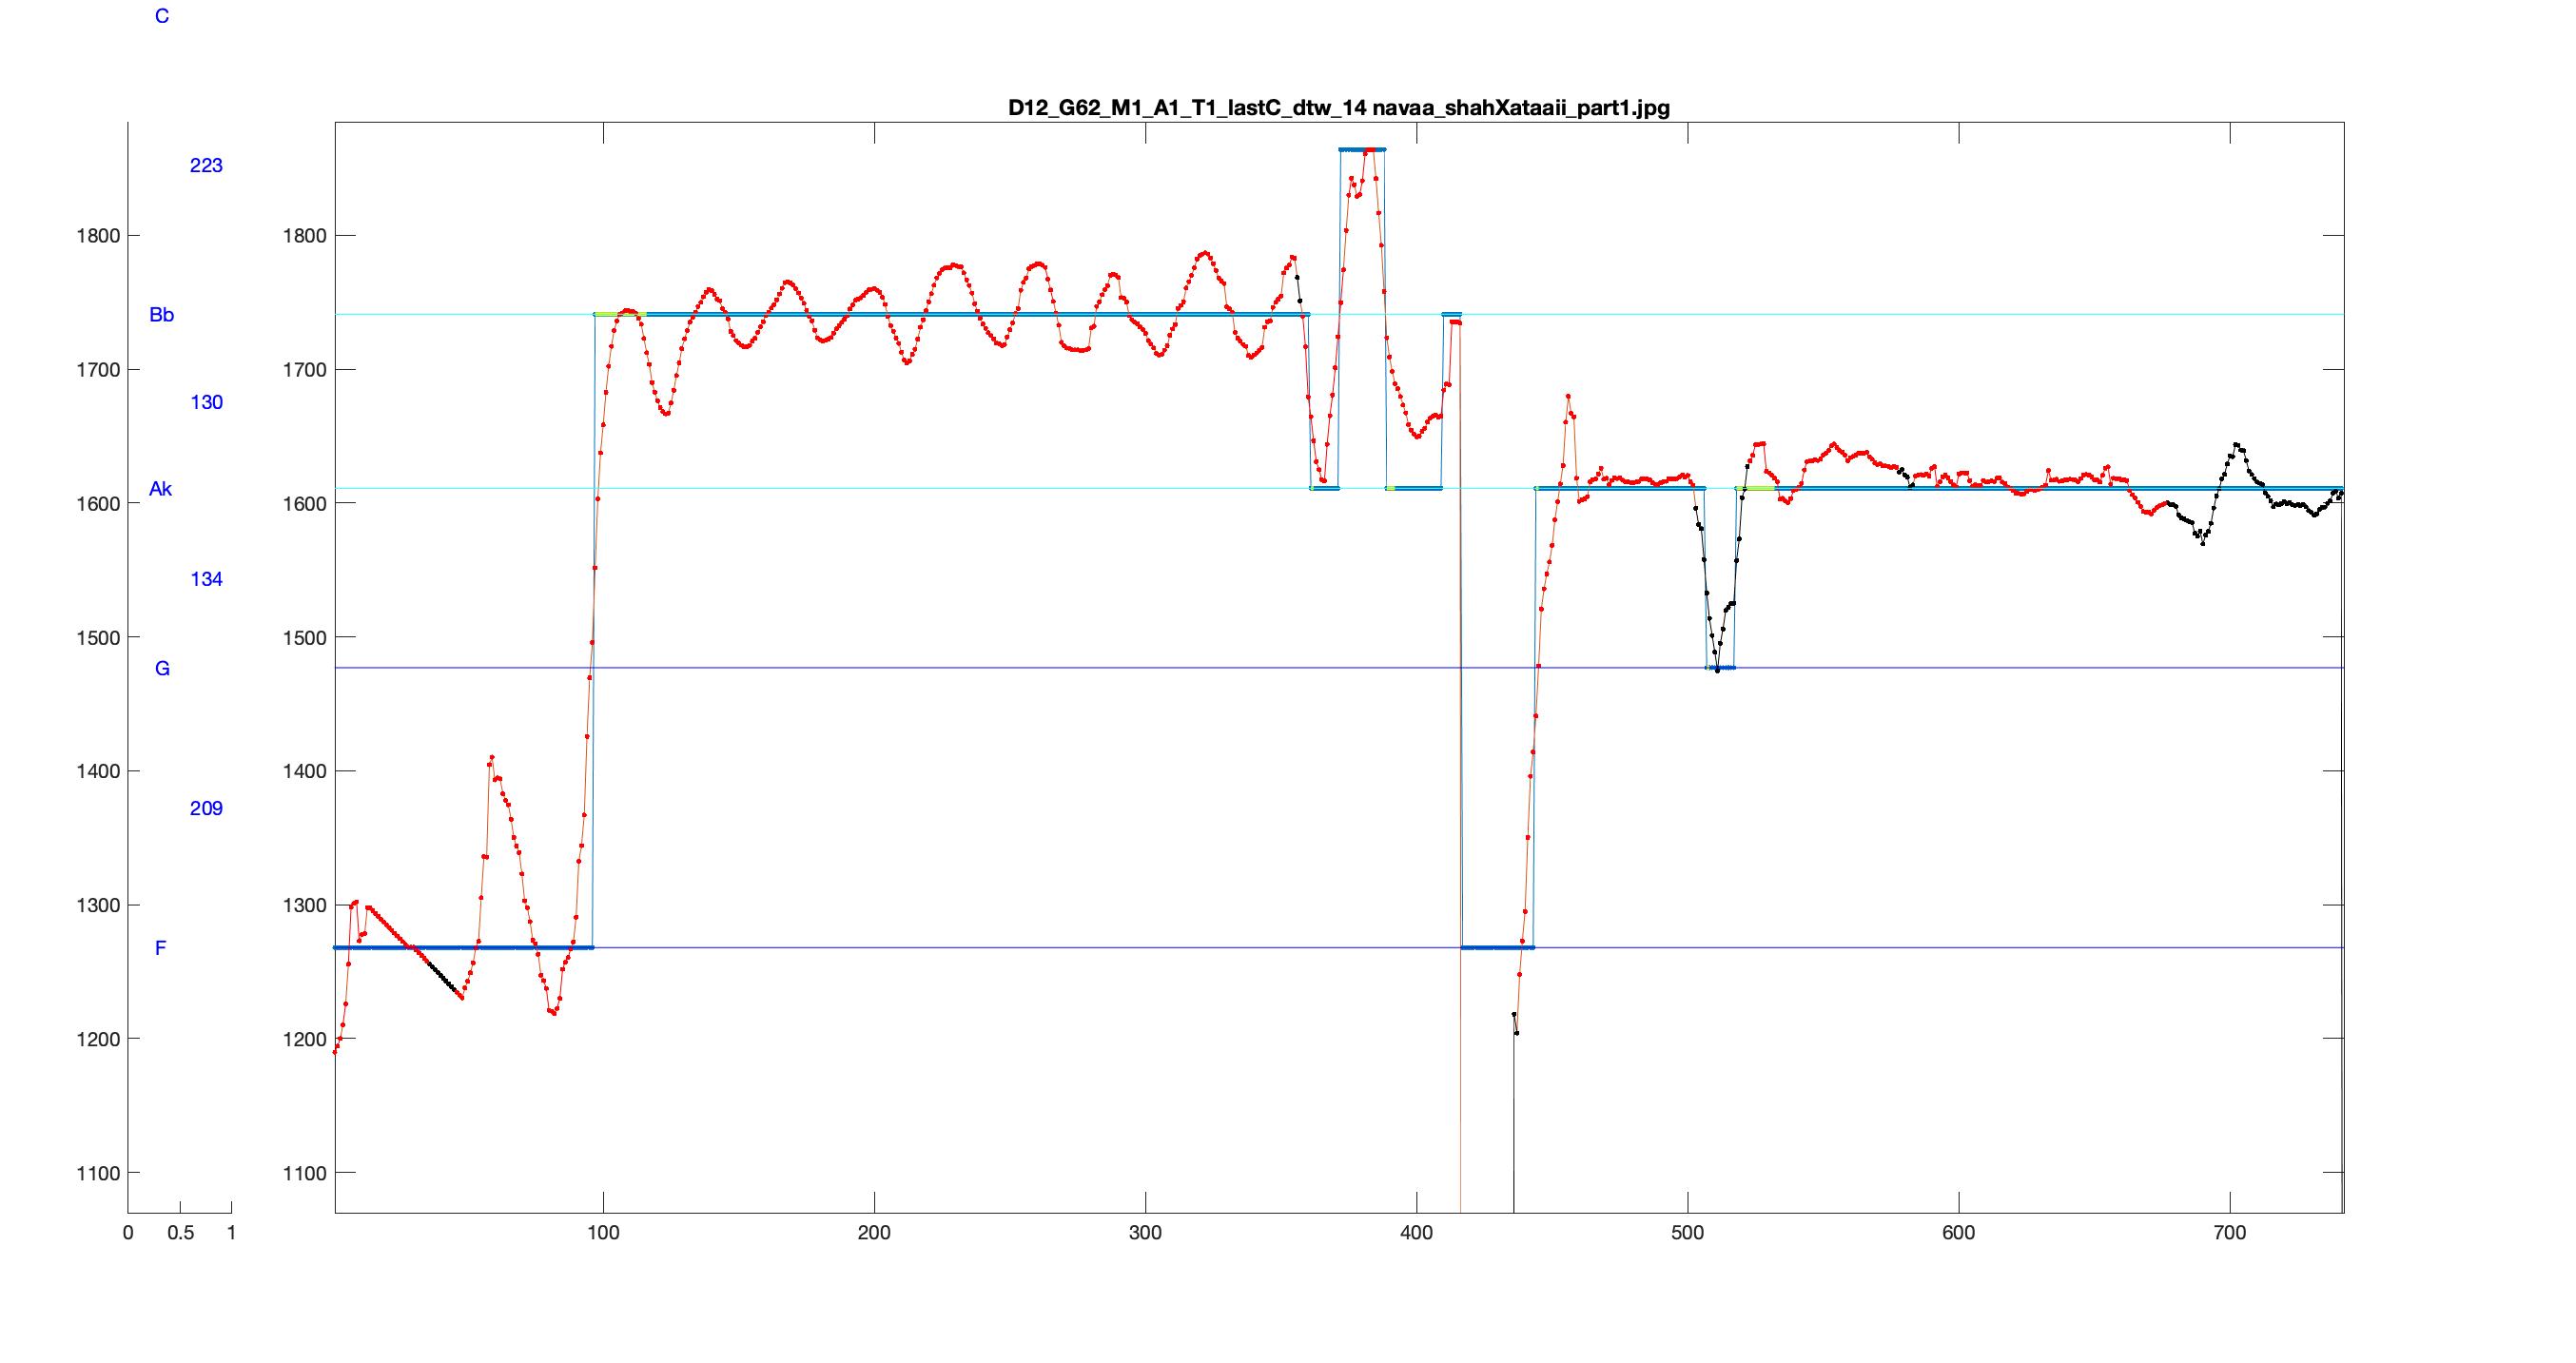 C
D12_G62_M1_A1_T1_lastC_dtw_14 navaa_shahXataaii_part1.jpg
223
1800 1800
Bb
1700 1700
130
Ak
1600 1600
134
1500 1500
G
1400 1400
209
1300 1300
F
1200 1200
1100 1100
0 0.5 1 100 200 300 400 500 600 700